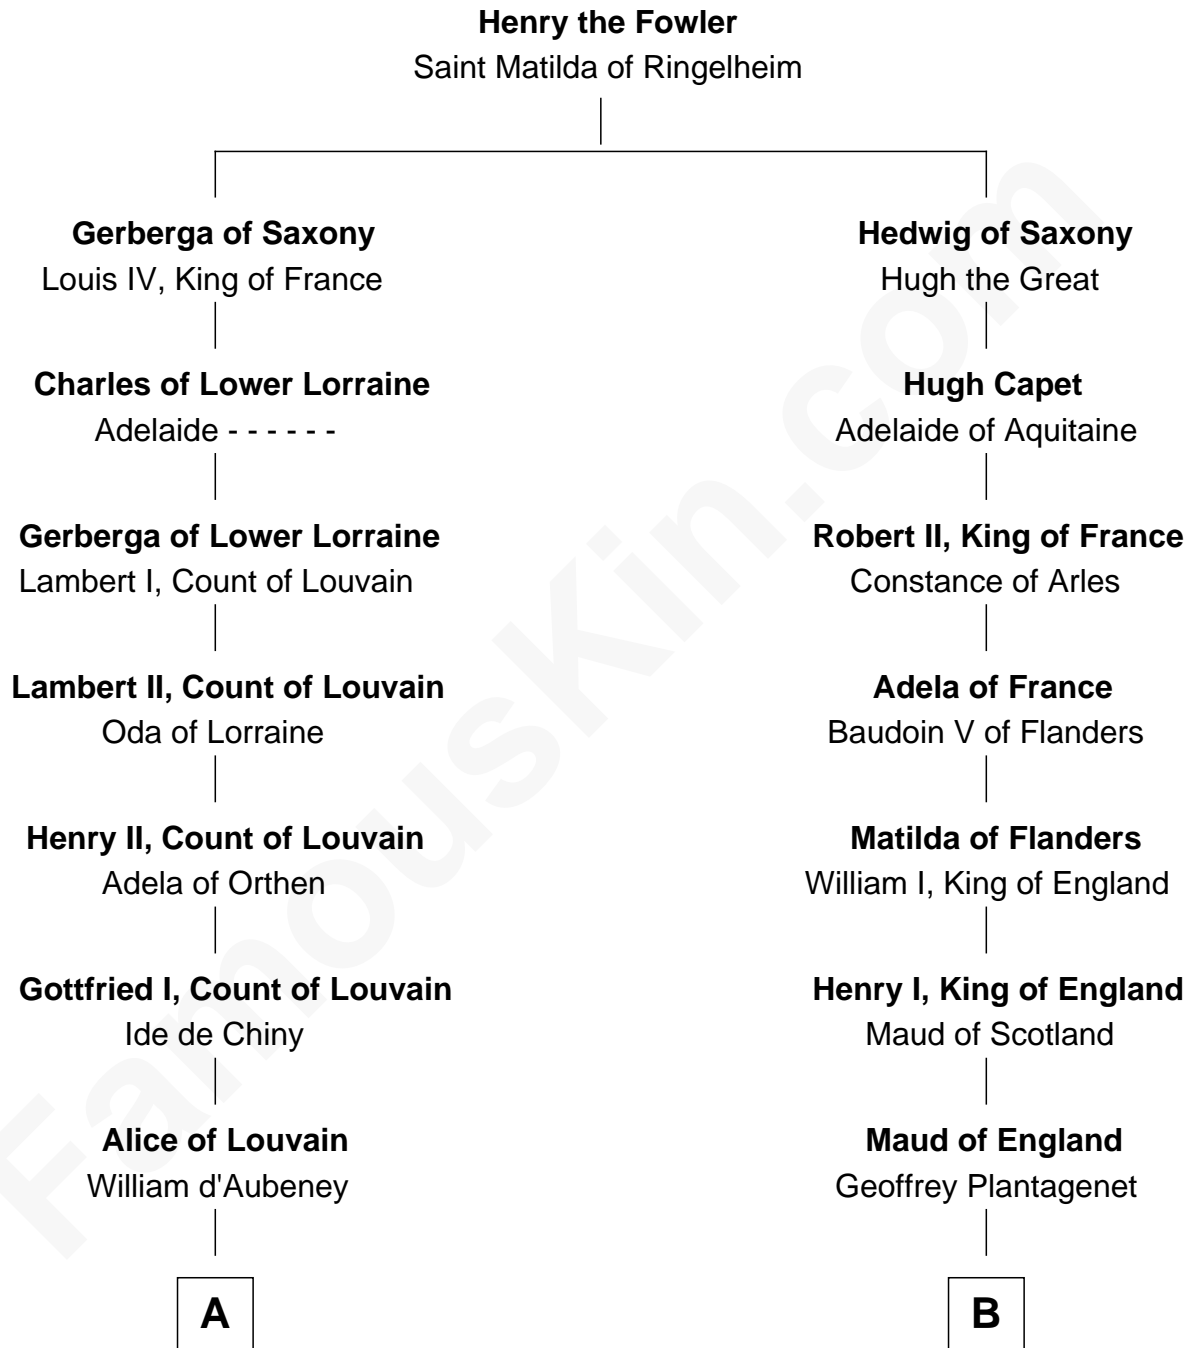 Henry the Fowler
Saint Matilda of Ringelheim
Gerberga of Saxony
Louis IV, King of France
Charles of Lower Lorraine
Adelaide - - - - - -
Gerberga of Lower Lorraine
Lambert I, Count of Louvain
Lambert II, Count of Louvain
Oda of Lorraine
Henry II, Count of Louvain
Adela of Orthen
Gottfried I, Count of Louvain
Ide de Chiny
Alice of Louvain
William d'Aubeney
A
Hedwig of Saxony
Hugh the Great
Hugh Capet
Adelaide of Aquitaine
Robert II, King of France
Constance of Arles
Adela of France
Baudoin V of Flanders
Matilda of Flanders
William I, King of England
Henry I, King of England
Maud of Scotland
Maud of England
Geoffrey Plantagenet
B
FamousKin.com